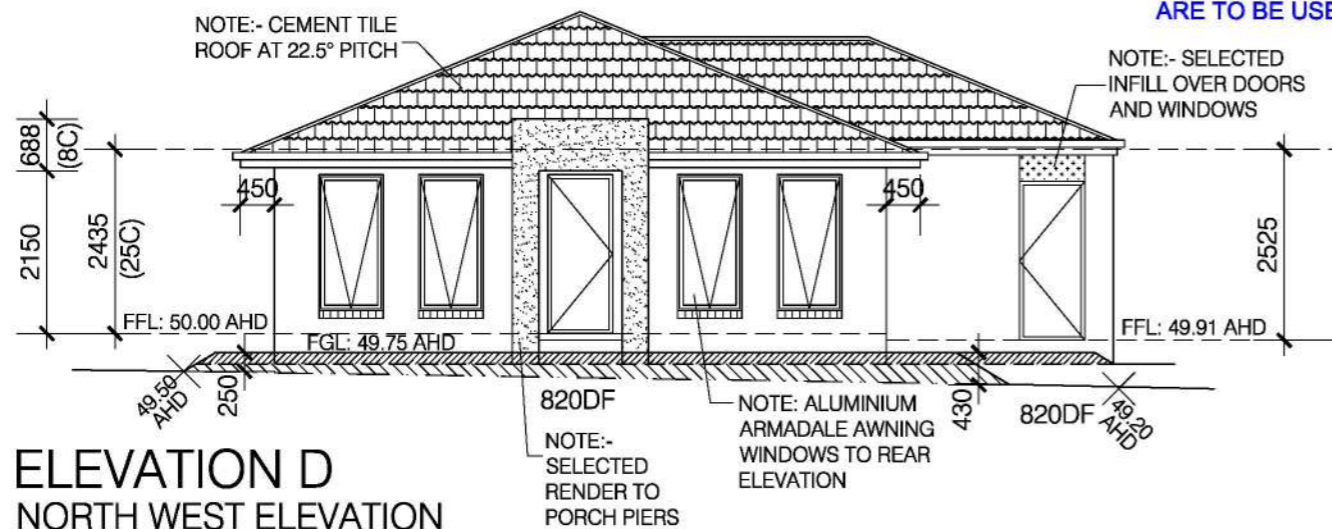 ARE TO BE USE
NOTE:- CEMENT TILE
ROOF AT 22.5° PITCH
NOTE:- SELECTED
INFILL OVER DOORS
AND WINDOWS
688
(8C)
2150
2435
(25C)
450
450
2525
FFL: 50.00 AHD
FGL: 49.75 AHD
FFL: 49.91 AHD
49.50
AHD
250
820DF
430
820DF
49.20
AHD
NOTE:-
SELECTED
RENDER TO
PORCH PIERS
NOTE: ALUMINIUM
ARMADALE AWNING
WINDOWS TO REAR
ELEVATION
ELEVATION D
NORTH WEST ELEVATION